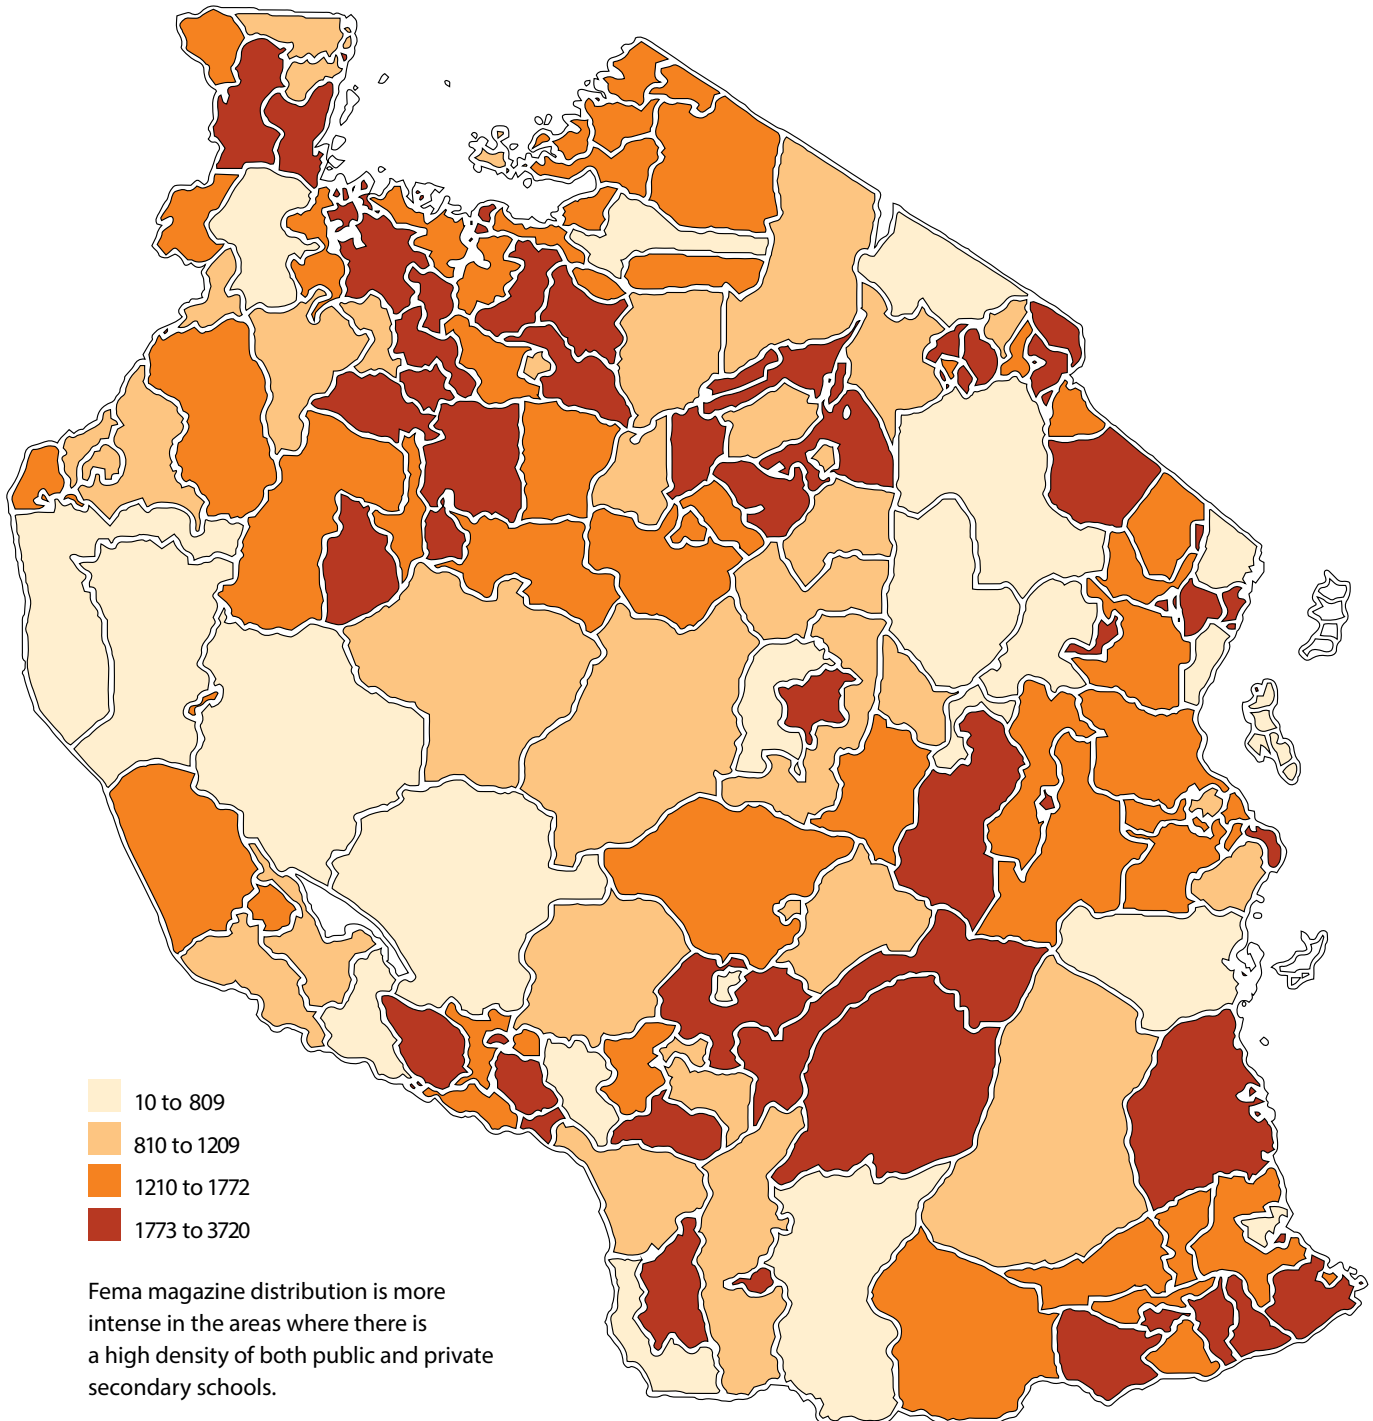 10 to 809
810 to 1209
1210 to 1772
1773 to 3720
Fema magazine distribution is more
intense in the areas where there is
a high density of both public and private
secondary schools.